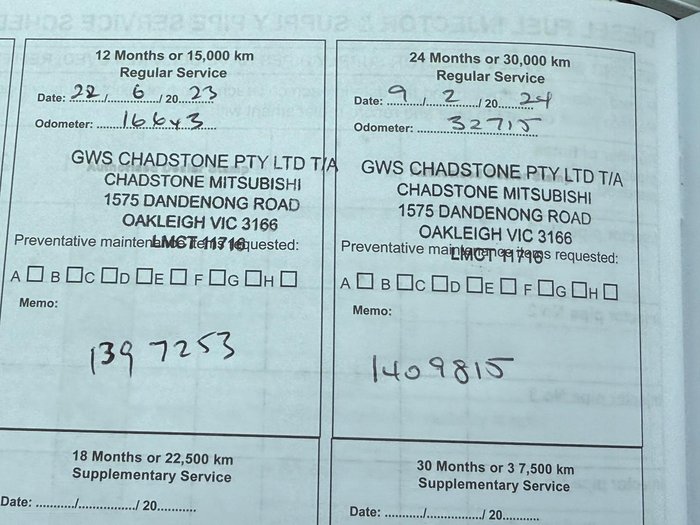 12 Months or 15,000 km
Regular Service
Date: 22 / 6 / 20 23
Odometer: 16643
GWS CHADSTONE PTY LTD T/A
CHADSTONE MITSUBISHI
1575 DANDENONG ROAD
OAKLEIGH VIC 3166
LMCT 11716
Preventative maintenance items requested:
A B C D E F G H
Memo:
1397253
24 Months or 30,000 km
Regular Service
Date: 9 / 2 / 20 24
Odometer: 32715
GWS CHADSTONE PTY LTD T/A
CHADSTONE MITSUBISHI
1575 DANDENONG ROAD
OAKLEIGH VIC 3166
LMCT 11716
Preventative maintenance items requested:
A B C D E F G H
Memo:
1409815
18 Months or 22,500 km
Supplementary Service
Date: ............/................/ 20...........
30 Months or 3 7,500 km
Supplementary Service
Date: ............/................/ 20...........